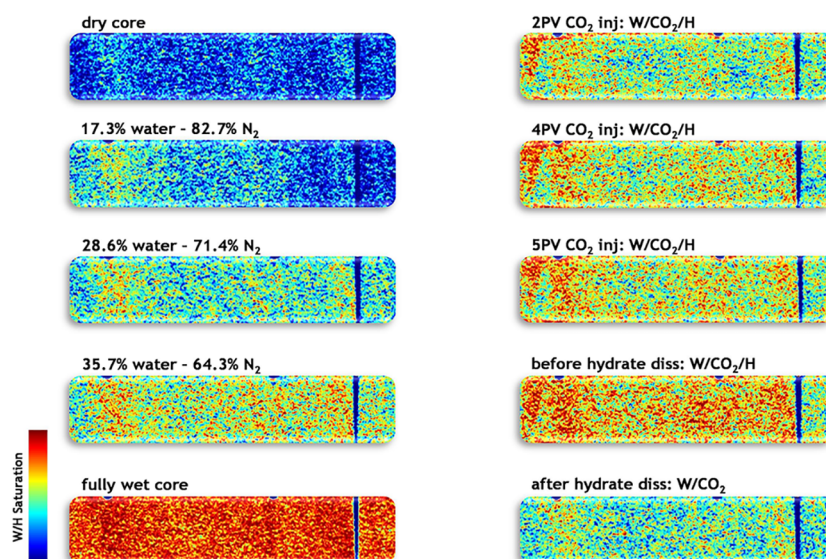 dry core
17.3% water - 82.7% N₂
28.6% water - 71.4% N₂
35.7% water - 64.3% N₂
fully wet core
W/H Saturation
2PV CO₂ inj: W/CO₂/H
4PV CO₂ inj: W/CO₂/H
5PV CO₂ inj: W/CO₂/H
before hydrate diss: W/CO₂/H
after hydrate diss: W/CO₂